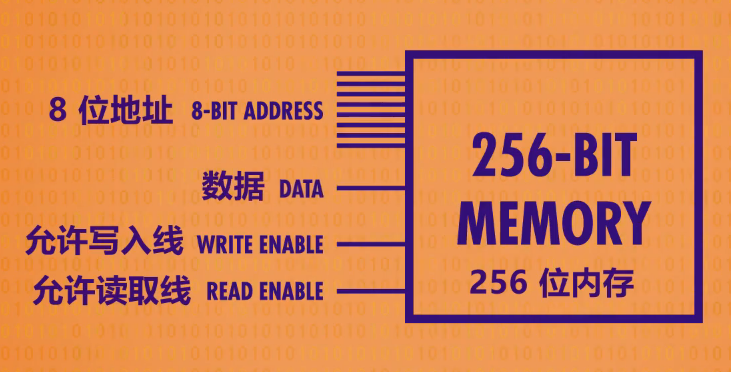 8 位地址 8-BIT ADDRESS
数据 DATA
允许写入线 WRITE ENABLE
允许读取线 READ ENABLE
256-BIT
MEMORY
256 位内存